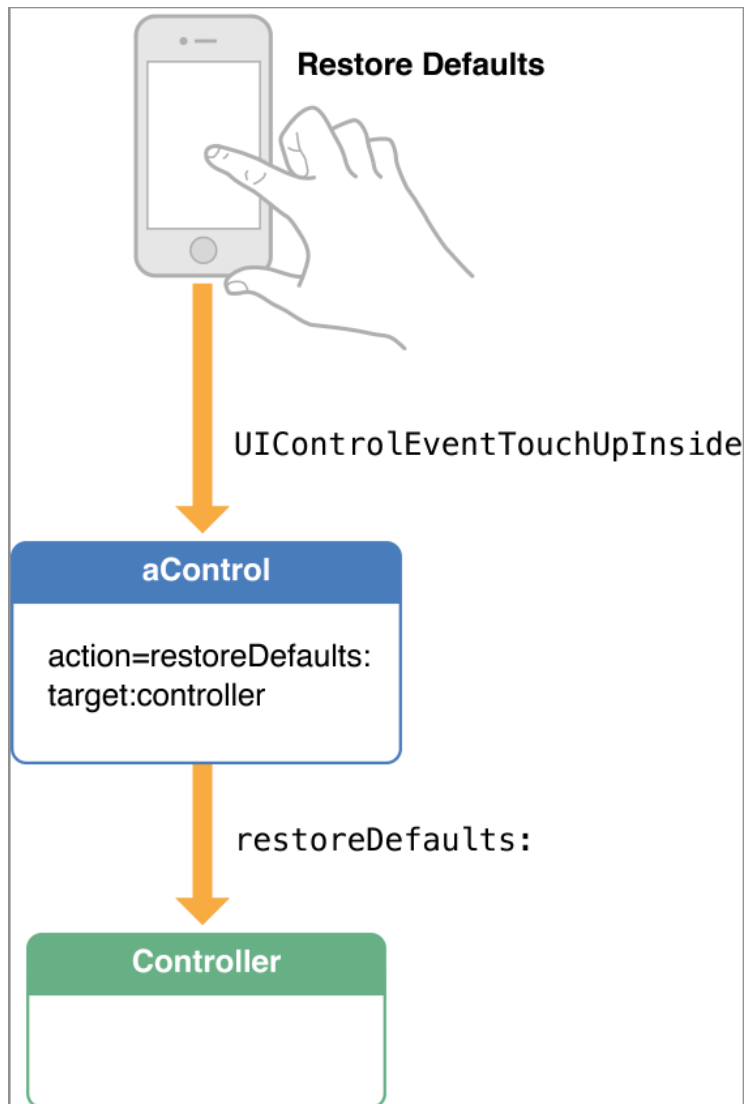 Restore Defaults
UIControlEventTouchUpInside
aControl
action=restoreDefaults:
target:controller
restoreDefaults:
Controller